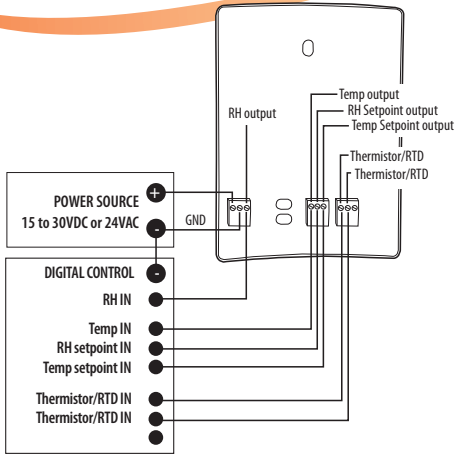 Temp output
RH output
RH Setpoint output
Temp Setpoint output
Thermistor/RTD
Thermistor/RTD
+
POWER SOURCE
15 to 30VDC or 24VAC
-
GND
DIGITAL CONTROL
-
RH IN
Temp IN
RH setpoint IN
Temp setpoint IN
Thermistor/RTD IN
Thermistor/RTD IN